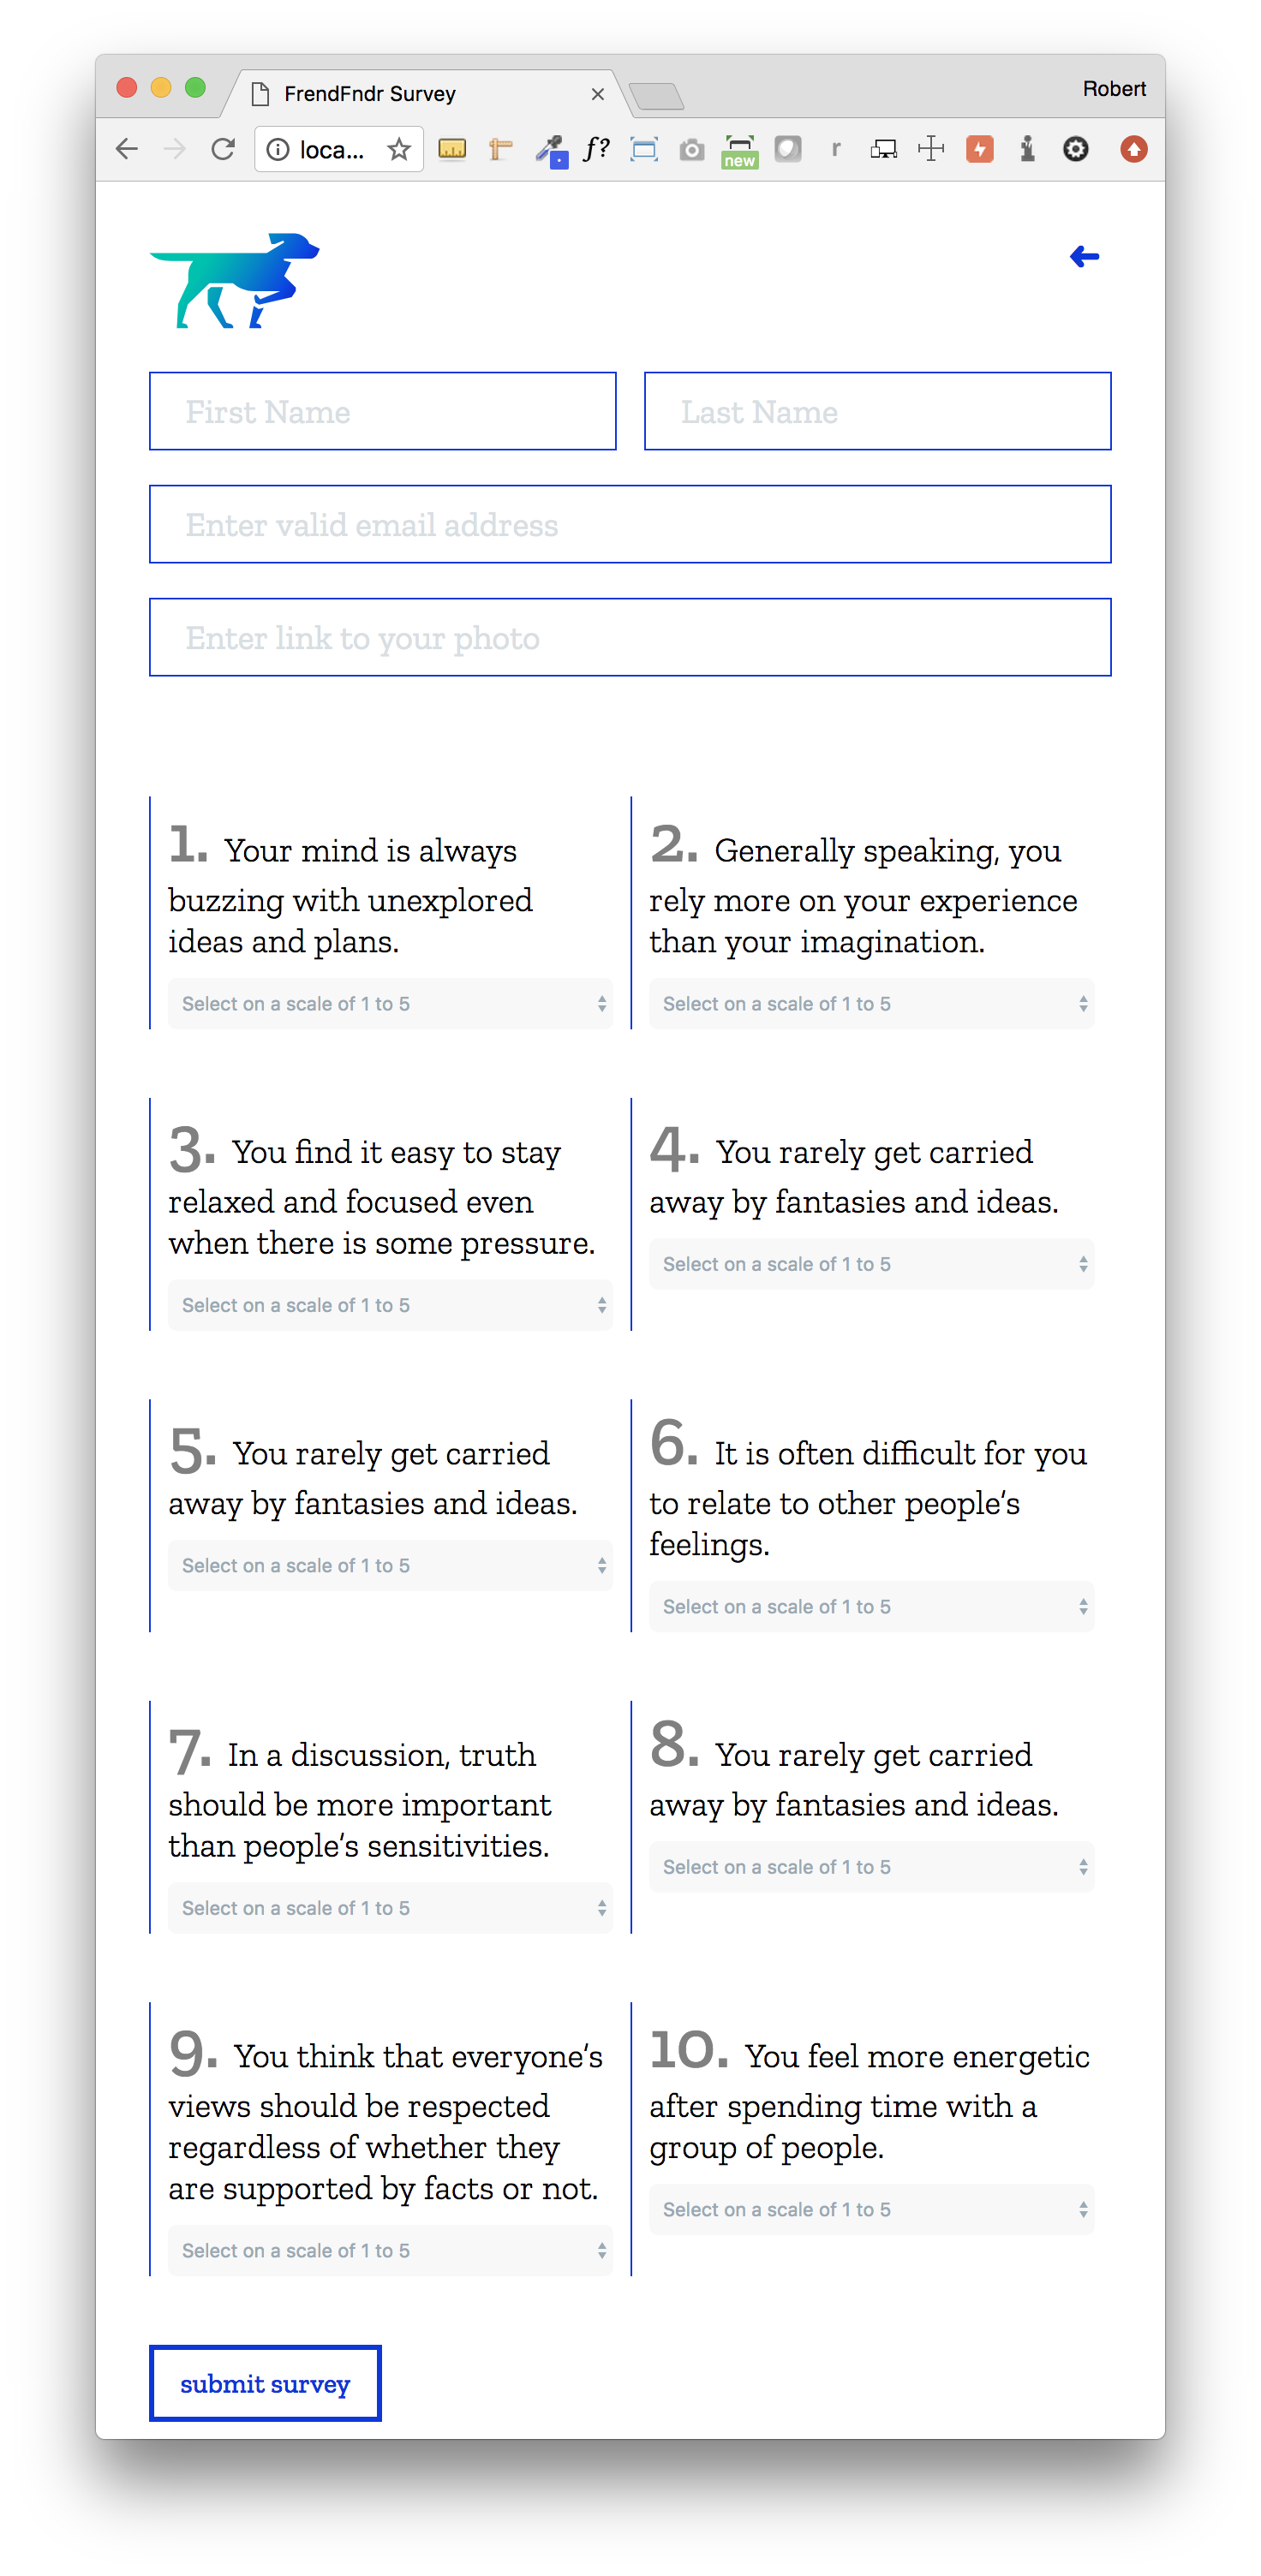 FrendFndr Survey
Robert
loca...
f?
new
r
First Name
Last Name
Enter valid email address
Enter link to your photo
1. Your mind is always
buzzing with unexplored
ideas and plans.
Select on a scale of 1 to 5
2. Generally speaking, you
rely more on your experience
than your imagination.
Select on a scale of 1 to 5
3. You find it easy to stay
relaxed and focused even
when there is some pressure.
Select on a scale of 1 to 5
4. You rarely get carried
away by fantasies and ideas.
Select on a scale of 1 to 5
5. You rarely get carried
away by fantasies and ideas.
Select on a scale of 1 to 5
6. It is often difficult for you
to relate to other people’s
feelings.
Select on a scale of 1 to 5
7. In a discussion, truth
should be more important
than people’s sensitivities.
Select on a scale of 1 to 5
8. You rarely get carried
away by fantasies and ideas.
Select on a scale of 1 to 5
9. You think that everyone’s
views should be respected
regardless of whether they
are supported by facts or not.
Select on a scale of 1 to 5
10. You feel more energetic
after spending time with a
group of people.
Select on a scale of 1 to 5
submit survey